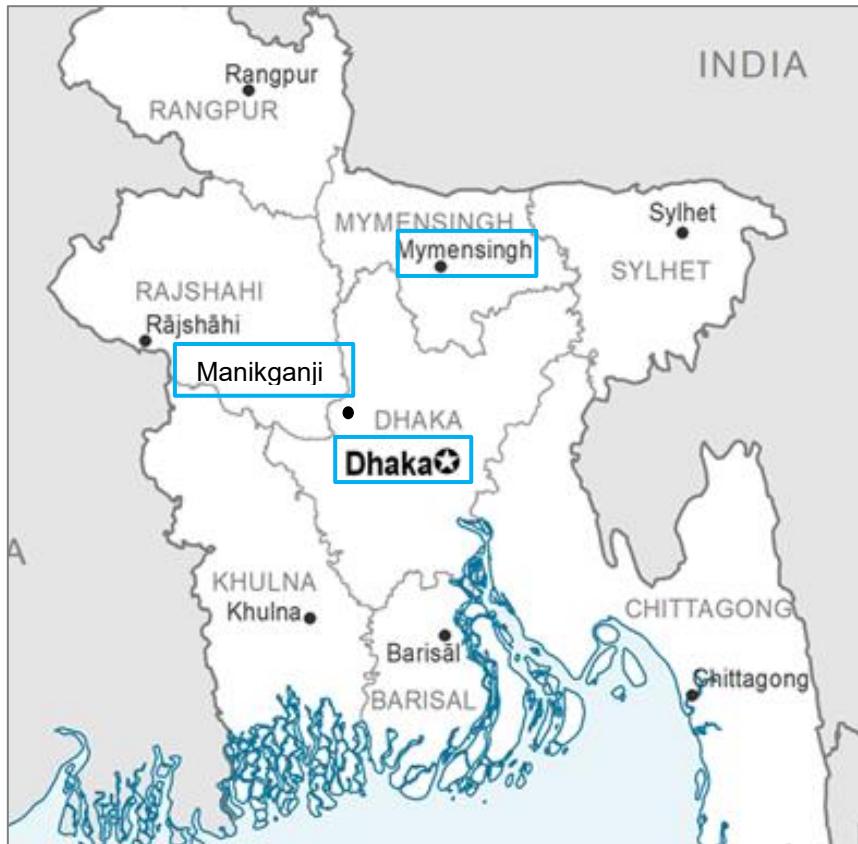 Rangpur
RANGPUR
INDIA
MYMENSINGH
Mymensingh
Sylhet
SYLHET
RAJSHAHI
Rājshāhi
Manikganji
DHAKA
Dhaka
A
KHULNA
Khulna
CHITTAGONG
Barisāl
Chittagong
BARISAL